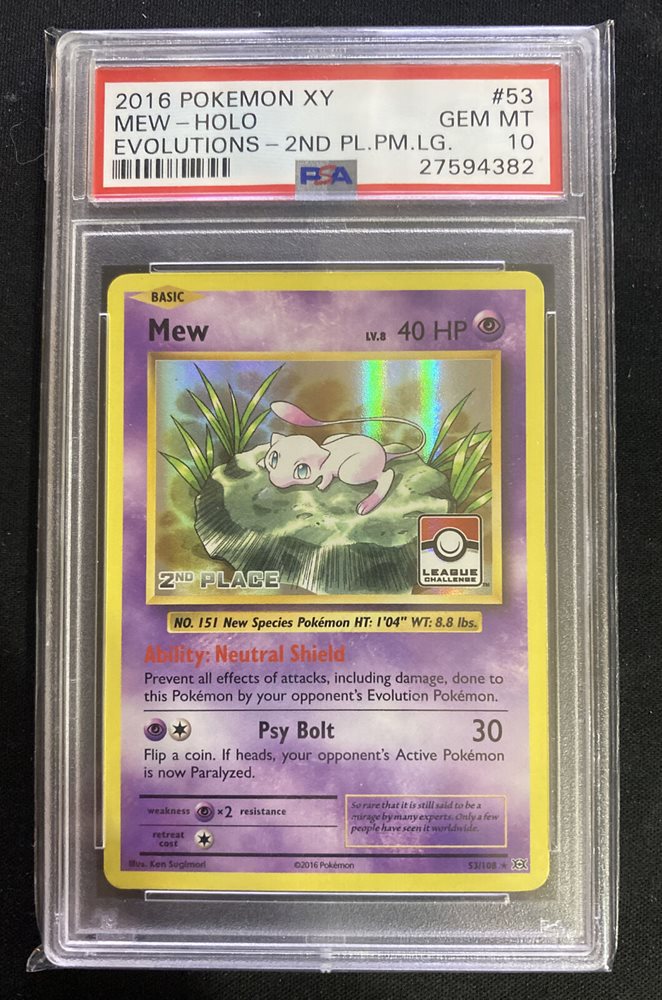 2016 POKEMON XY #53
MEW - HOLO GEM MT
EVOLUTIONS - 2ND PL.PM.LG. 10
27594382
PSA
BASIC
Mew LV.8 40 HP
2ND PLACE
LEAGUE
CHALLENGE
TM
NO. 151 New Species Pokémon HT: 1'04" WT: 8.8 lbs.
Ability: Neutral Shield
Prevent all effects of attacks, including damage, done to
this Pokémon by your opponent's Evolution Pokémon.
Psy Bolt 30
Flip a coin. If heads, your opponent's Active Pokémon
is now Paralyzed.
weakness ×2 resistance
retreat
cost
So rare that it is still said to be a
mirage by many experts. Only a few
people have seen it worldwide.
Illus. Ken Sugimori ©2016 Pokémon 53/108 ★